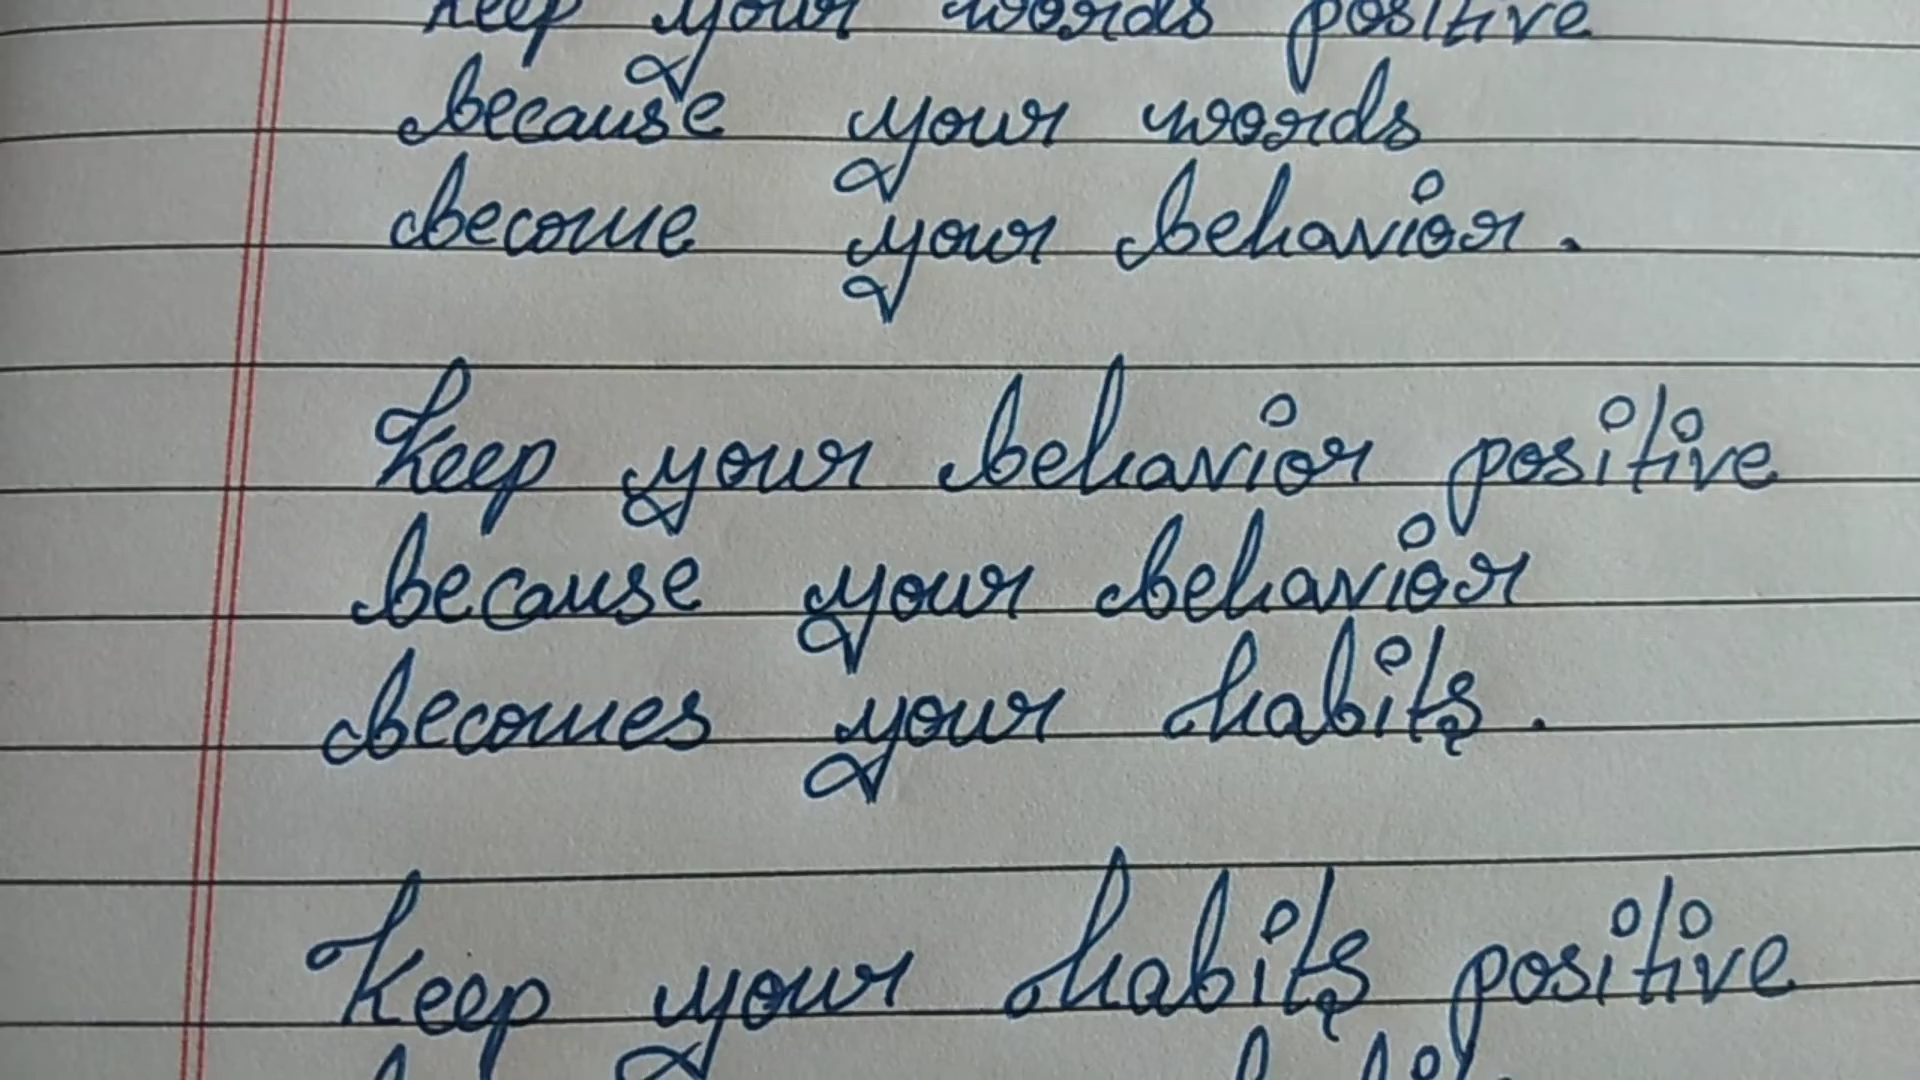 Keep your words positive
because your words
become your behavior.
Keep your behavior positive
because your behavior
becomes your habits.
Keep your habits positive